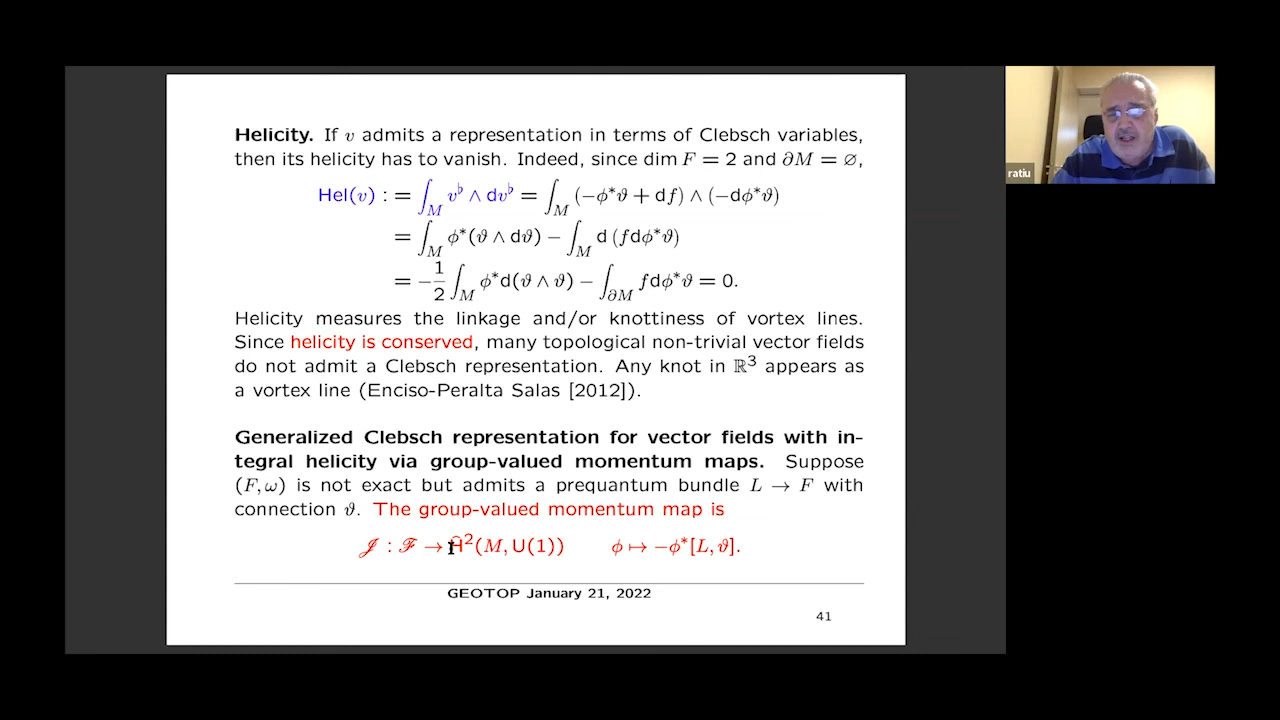 Helicity. If v admits a representation in terms of Clebsch variables,
then its helicity has to vanish. Indeed, since dim F = 2 and ∂M = ∅,
Hel(v) : = ∫_M v^♭ ∧ dv^♭ = ∫_M (−ϕ*ϑ + df) ∧ (−dϕ*ϑ)
= ∫_M ϕ*(ϑ ∧ dϑ) − ∫_M d (fdϕ*ϑ)
= −1/2 ∫_M ϕ*d(ϑ ∧ ϑ) − ∫_∂M fdϕ*ϑ = 0.
Helicity measures the linkage and/or knottiness of vortex lines.
Since helicity is conserved, many topological non-trivial vector fields
do not admit a Clebsch representation. Any knot in ℝ³ appears as
a vortex line (Enciso-Peralta Salas [2012]).
Generalized Clebsch representation for vector fields with in-
tegral helicity via group-valued momentum maps. Suppose
(F, ω) is not exact but admits a prequantum bundle L → F with
connection ϑ. The group-valued momentum map is
𝒥 : ℱ → Ĥ²(M, U(1)) ϕ ↦ −ϕ*[L, ϑ].
GEOTOP January 21, 2022
41
ratiu